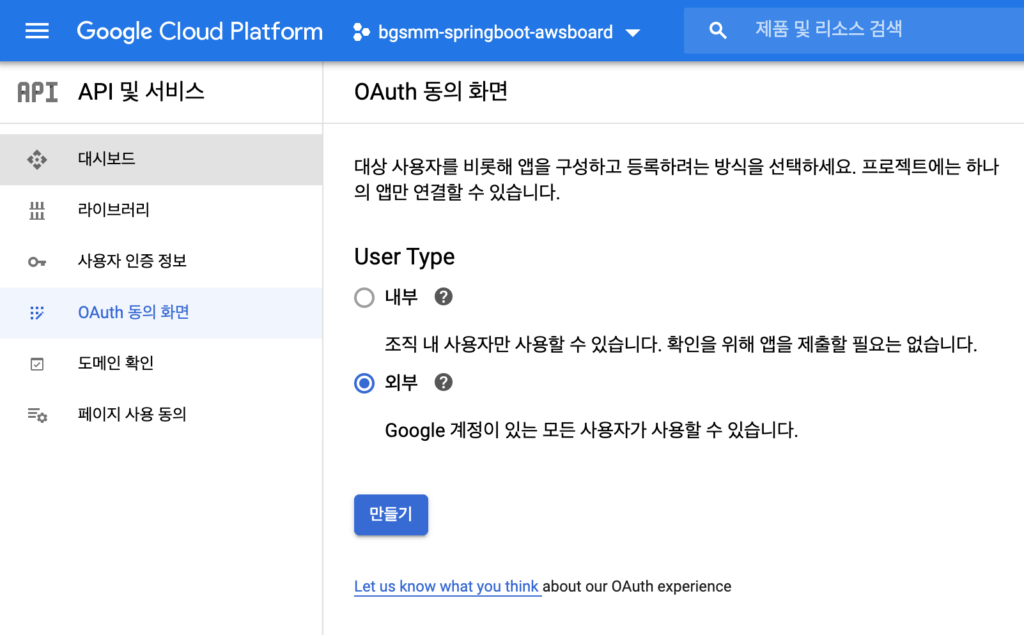 Google Cloud Platform
bgsmm-springboot-awsboard
제품 및 리소스 검색
API
API 및 서비스
대시보드
라이브러리
사용자 인증 정보
OAuth 동의 화면
도메인 확인
페이지 사용 동의
OAuth 동의 화면
대상 사용자를 비롯해 앱을 구성하고 등록하려는 방식을 선택하세요. 프로젝트에는 하나
의 앱만 연결할 수 있습니다.
User Type
내부 ?
조직 내 사용자만 사용할 수 있습니다. 확인을 위해 앱을 제출할 필요는 없습니다.
외부 ?
Google 계정이 있는 모든 사용자가 사용할 수 있습니다.
만들기
Let us know what you think about our OAuth experience